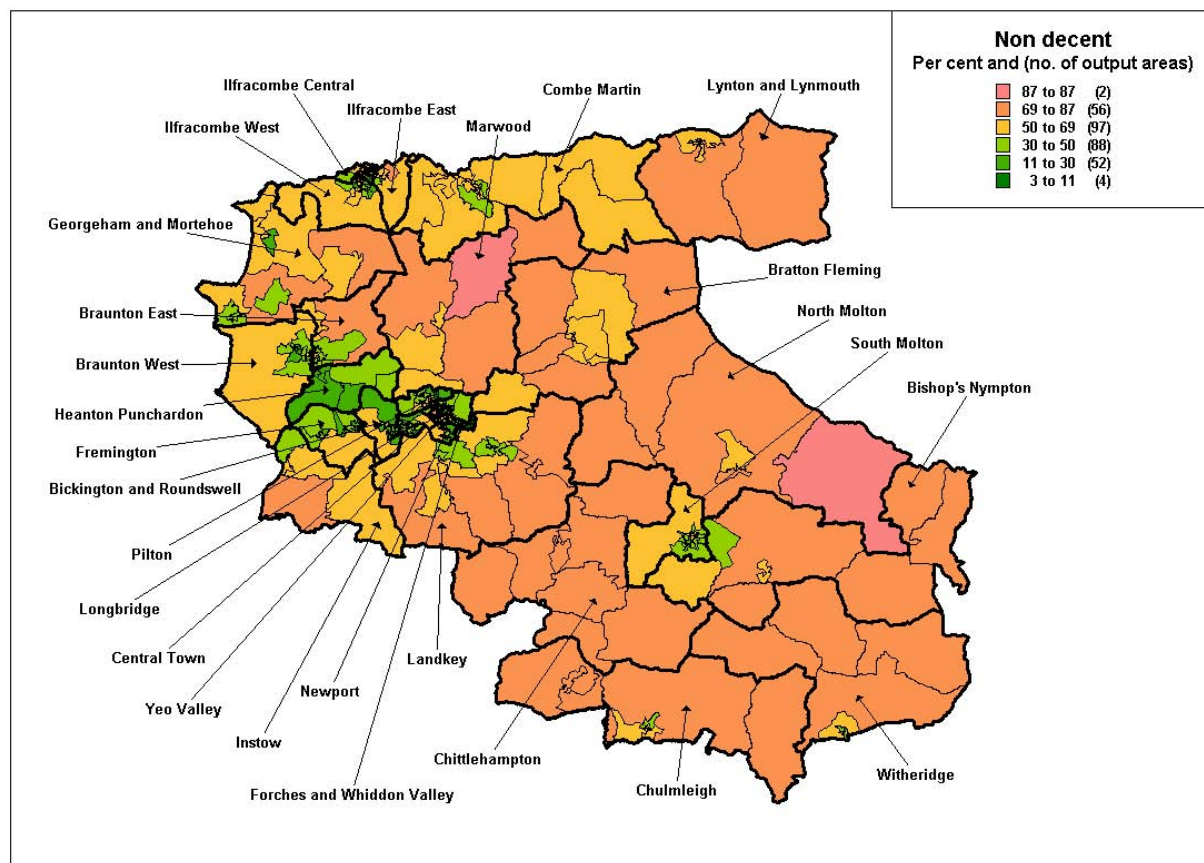 Non decent
Per cent and (no. of output areas)
87 to 87 (2)
69 to 87 (56)
50 to 69 (97)
30 to 50 (88)
11 to 30 (52)
3 to 11 (4)
Ilfracombe Central
Ilfracombe East
Combe Martin
Lynton and Lynmouth
Ilfracombe West
Marwood
Georgeham and Mortehoe
Bratton Fleming
Braunton East
North Molton
South Molton
Braunton West
Bishop's Nympton
Heanton Punchardon
Fremington
Bickington and Roundswell
Pilton
Longbridge
Central Town
Landkey
Newport
Yeo Valley
Instow
Chittlehampton
Witheridge
Forches and Whiddon Valley
Chulmleigh